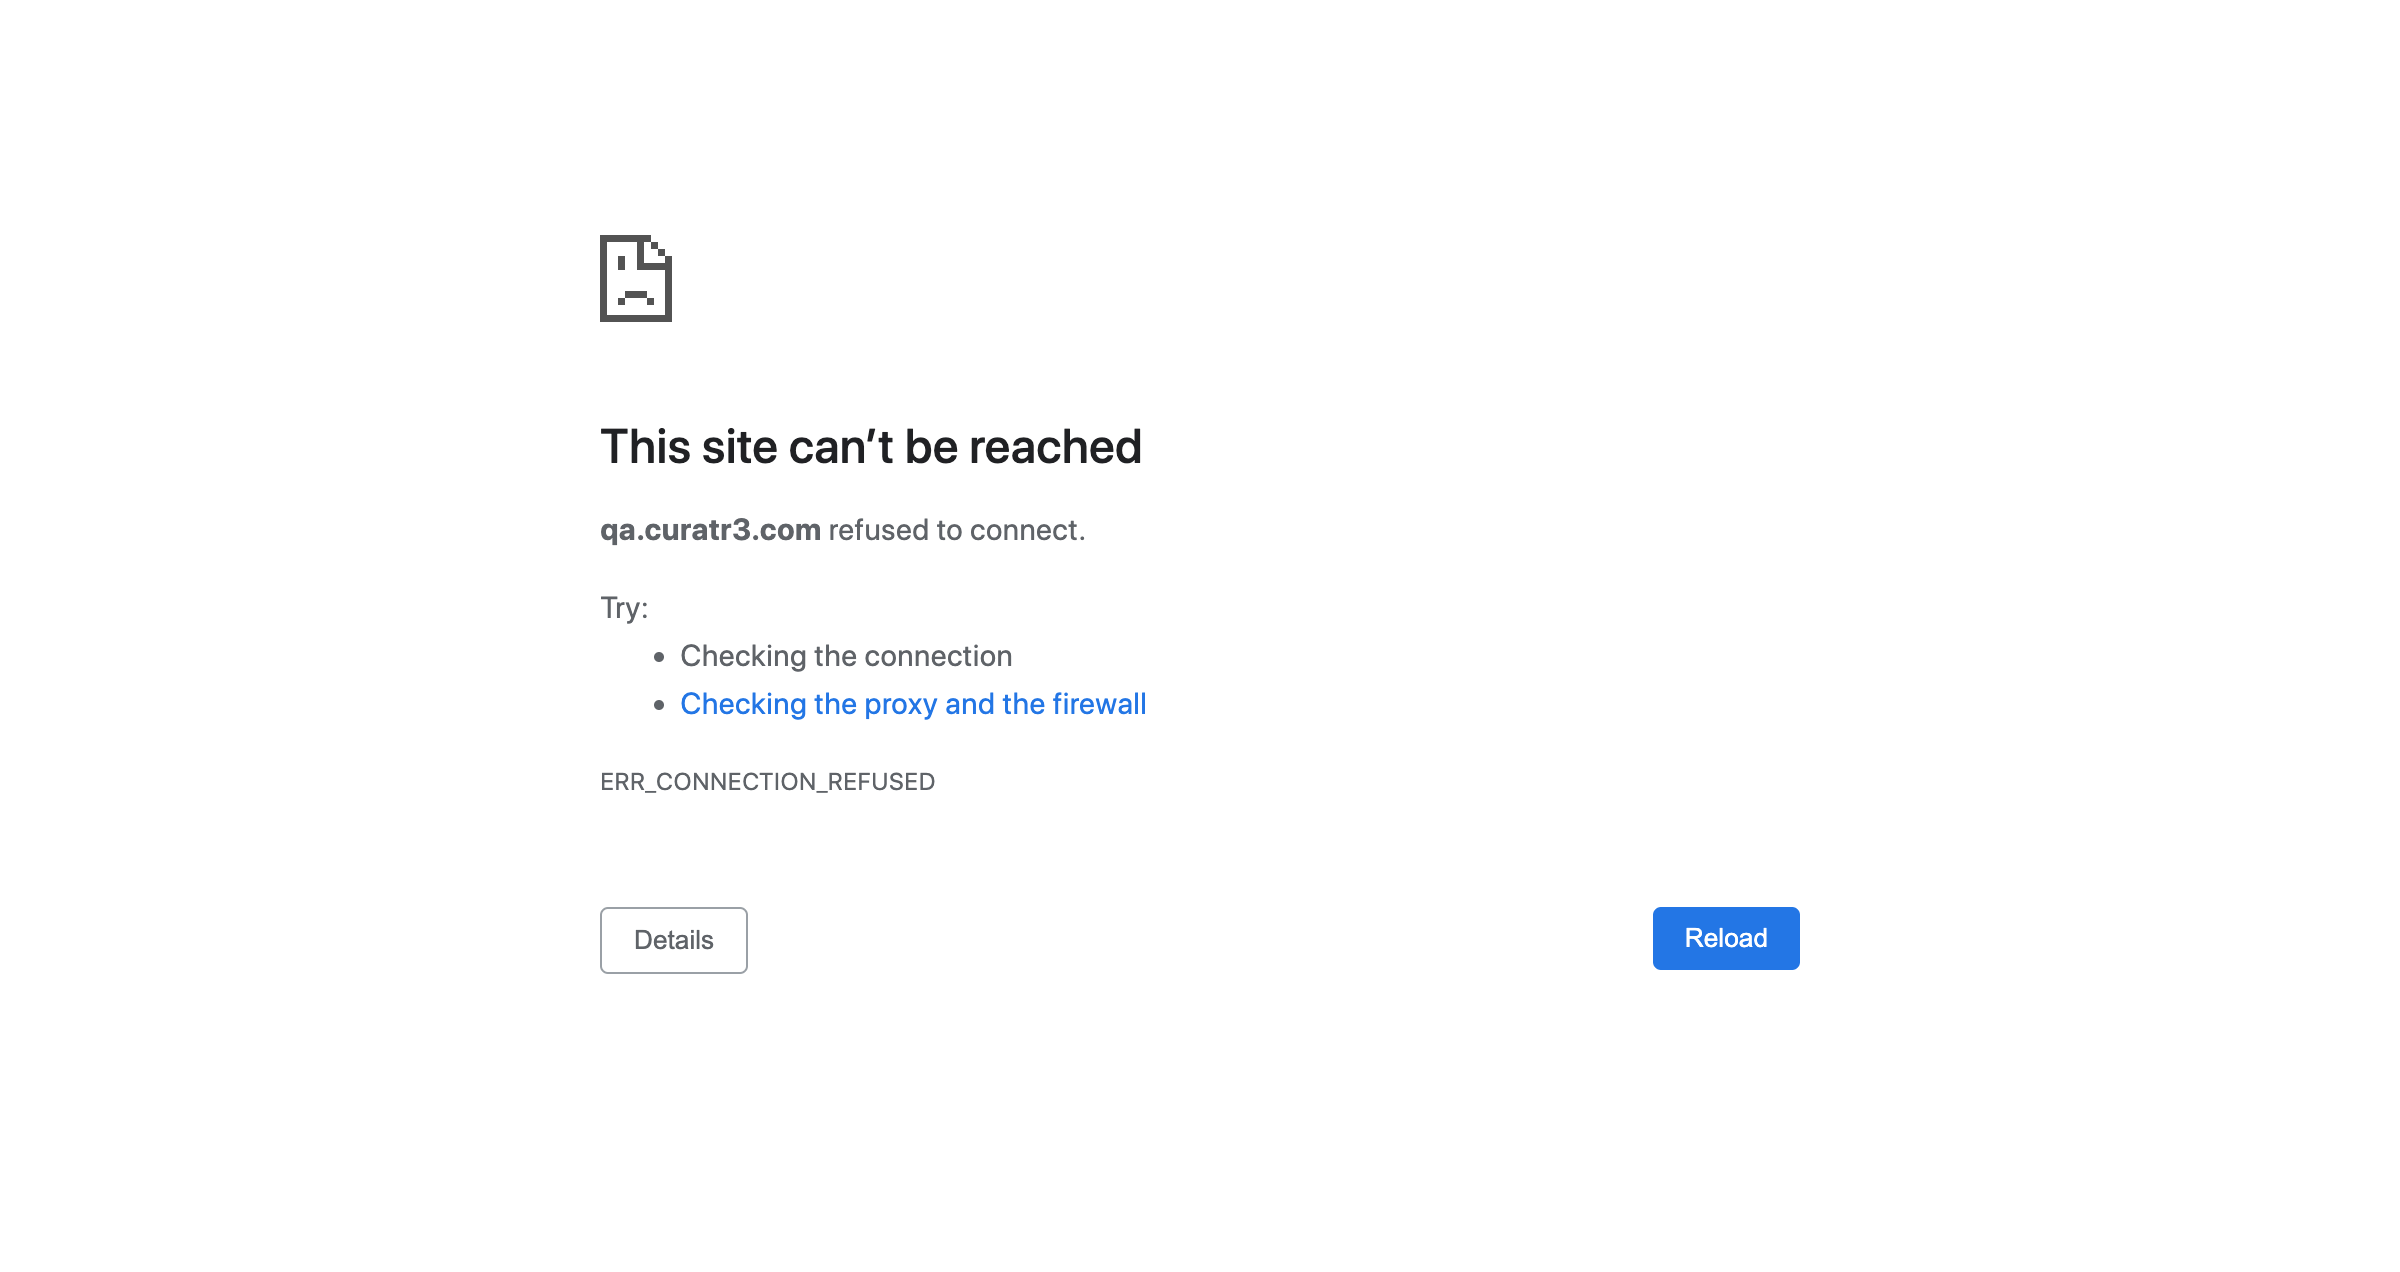 This site can’t be reached
qa.curatr3.com refused to connect.
Try:
Checking the connection
Checking the proxy and the firewall
ERR_CONNECTION_REFUSED
Details
Reload